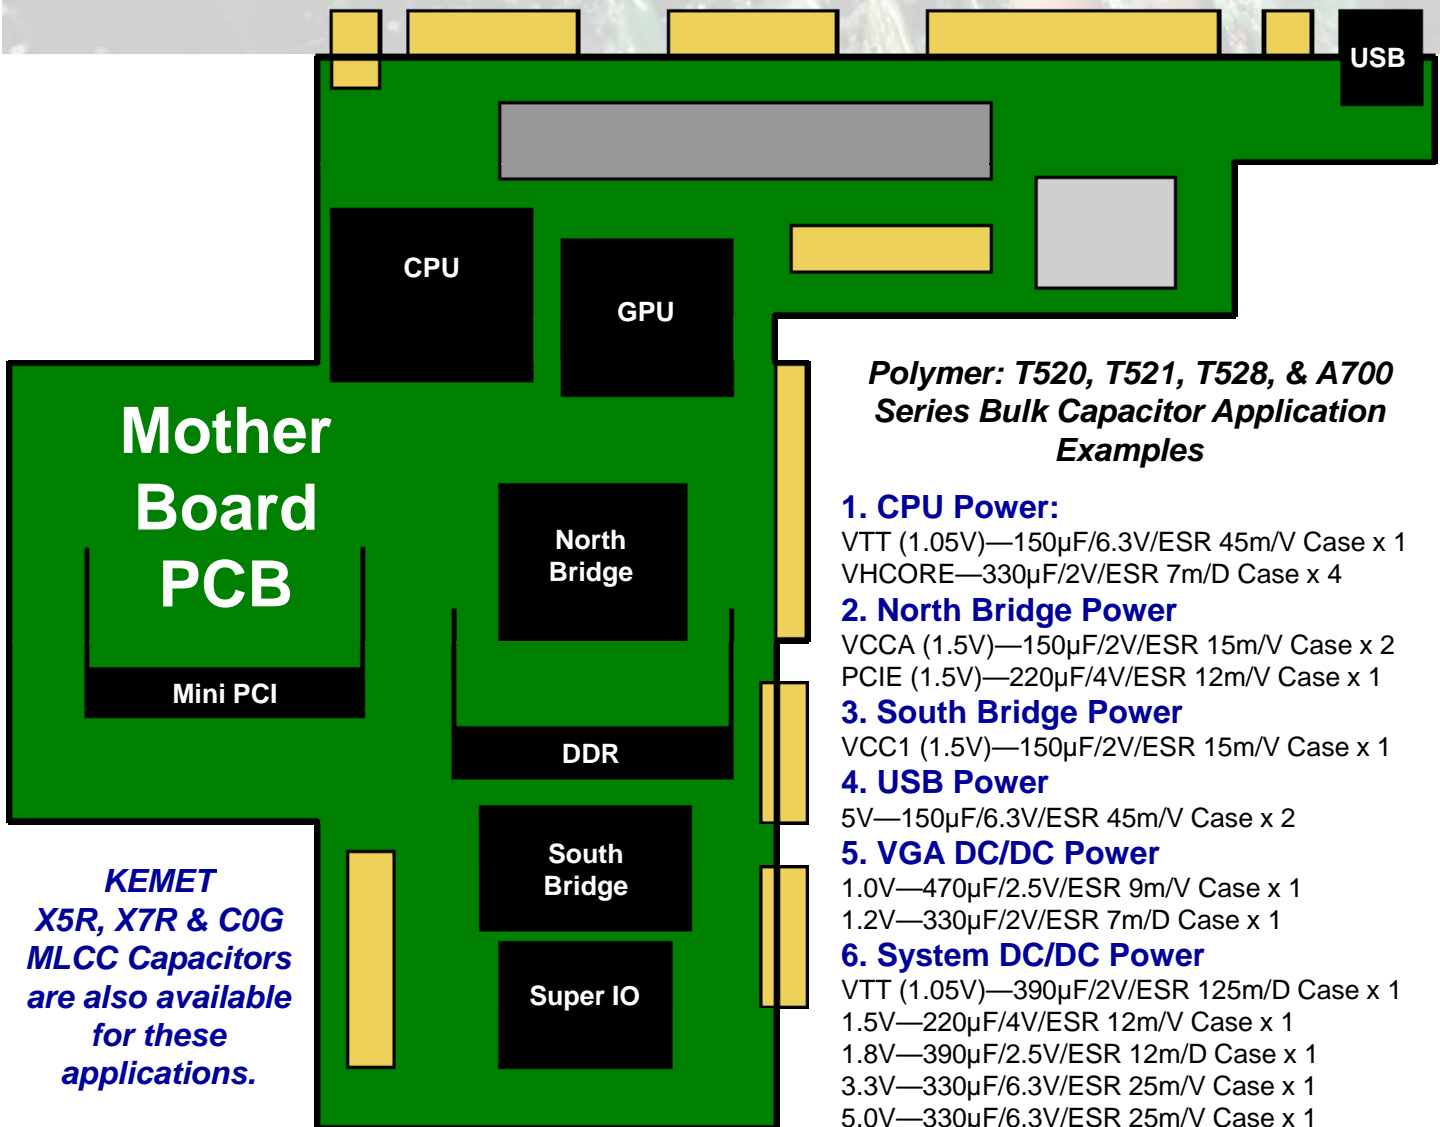 USB
CPU
GPU
Mother
Board
PCB
North
Bridge
Mini PCI
DDR
South
Bridge
Super IO
KEMET
X5R, X7R & C0G
MLCC Capacitors
are also available
for these
applications.
Polymer: T520, T521, T528, & A700
Series Bulk Capacitor Application
Examples
1. CPU Power:
VTT (1.05V)—150µF/6.3V/ESR 45m/V Case x 1
VHCORE—330µF/2V/ESR 7m/D Case x 4
2. North Bridge Power
VCCA (1.5V)—150µF/2V/ESR 15m/V Case x 2
PCIE (1.5V)—220µF/4V/ESR 12m/V Case x 1
3. South Bridge Power
VCC1 (1.5V)—150µF/2V/ESR 15m/V Case x 1
4. USB Power
5V—150µF/6.3V/ESR 45m/V Case x 2
5. VGA DC/DC Power
1.0V—470µF/2.5V/ESR 9m/V Case x 1
1.2V—330µF/2V/ESR 7m/D Case x 1
6. System DC/DC Power
VTT (1.05V)—390µF/2V/ESR 125m/D Case x 1
1.5V—220µF/4V/ESR 12m/V Case x 1
1.8V—390µF/2.5V/ESR 12m/D Case x 1
3.3V—330µF/6.3V/ESR 25m/V Case x 1
5.0V—330µF/6.3V/ESR 25m/V Case x 1